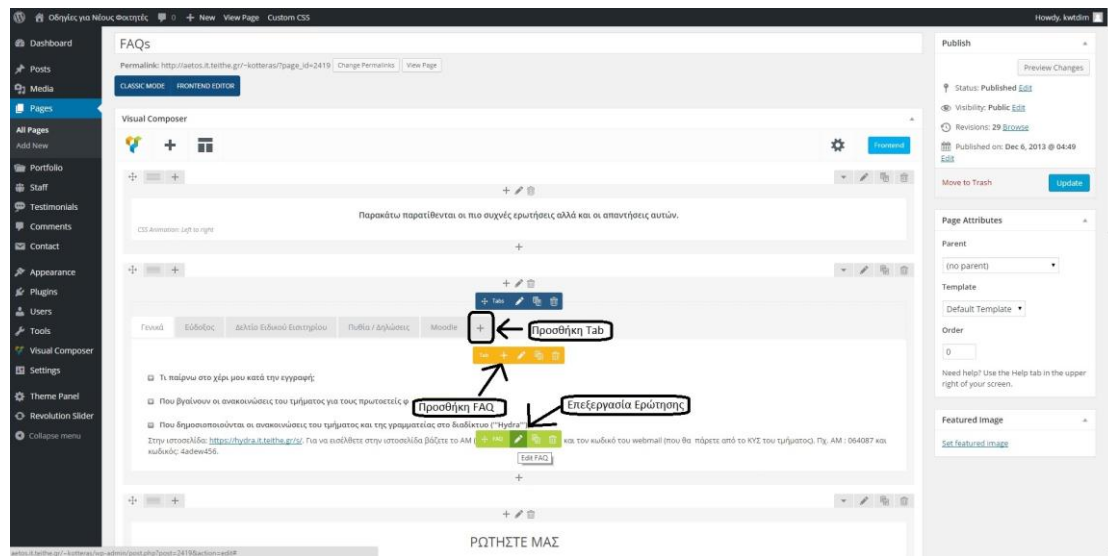 Οδηγίες για Νέους Φοιτητές 0 + New View Page Custom CSS Howdy, kwtdim
Dashboard
Posts
Media
Pages
All Pages
Add New
Portfolio
Staff
Testimonials
Comments
Contact
Appearance
Plugins
Users
Tools
Visual Composer
Settings
Theme Panel
Revolution Slider
Collapse menu
FAQs
Permalink: http://aetos.it.teithe.gr/~kotteras/?page_id=2419 Change Permalinks View Page
CLASSIC MODE FRONTEND EDITOR
Visual Composer
Frontend
Παρακάτω παρατίθενται οι πιο συχνές ερωτήσεις αλλά και οι απαντήσεις αυτών.
CSS Animation: Left to right
Tabs
Γενικά Εύδοξος Δελτίο Ειδικού Εισιτηρίου Πυθία / Δηλώσεις Moodle +
Προσθήκη Tab
Tab
Τι παίρνω στο χέρι μου κατά την εγγραφή;
Που βγαίνουν οι ανακοινώσεις του τμήματος για τους πρωτοετείς φ
Προσθήκη FAQ
Επεξεργασία Ερώτησης
Που δημοσιοποιούνται οι ανακοινώσεις του τμήματος και της γραμματείας στο διαδίκτυο ("Hydra")
Στην ιστοσελίδα: https://hydra.it.teithe.gr/s/. Για να εισέλθετε στην ιστοσελίδα βάζετε το ΑΜ ( FAQ και τον κωδικό του webmail (που θα πάρετε από το ΚΥΣ του τμήματος). Πχ. ΑΜ : 064087 και
κωδικός: 4adew456.
Edit FAQ
ΡΩΤΗΣΤΕ ΜΑΣ
Publish
Preview Changes
Status: Published Edit
Visibility: Public Edit
Revisions: 29 Browse
Published on: Dec 6, 2013 @ 04:49
Edit
Move to Trash Update
Page Attributes
Parent
(no parent)
Template
Default Template
Order
0
Need help? Use the Help tab in the upper
right of your screen.
Featured Image
Set featured image
aetos.it.teithe.gr/~kotteras/wp-admin/post.php?post=2419&action=edit#